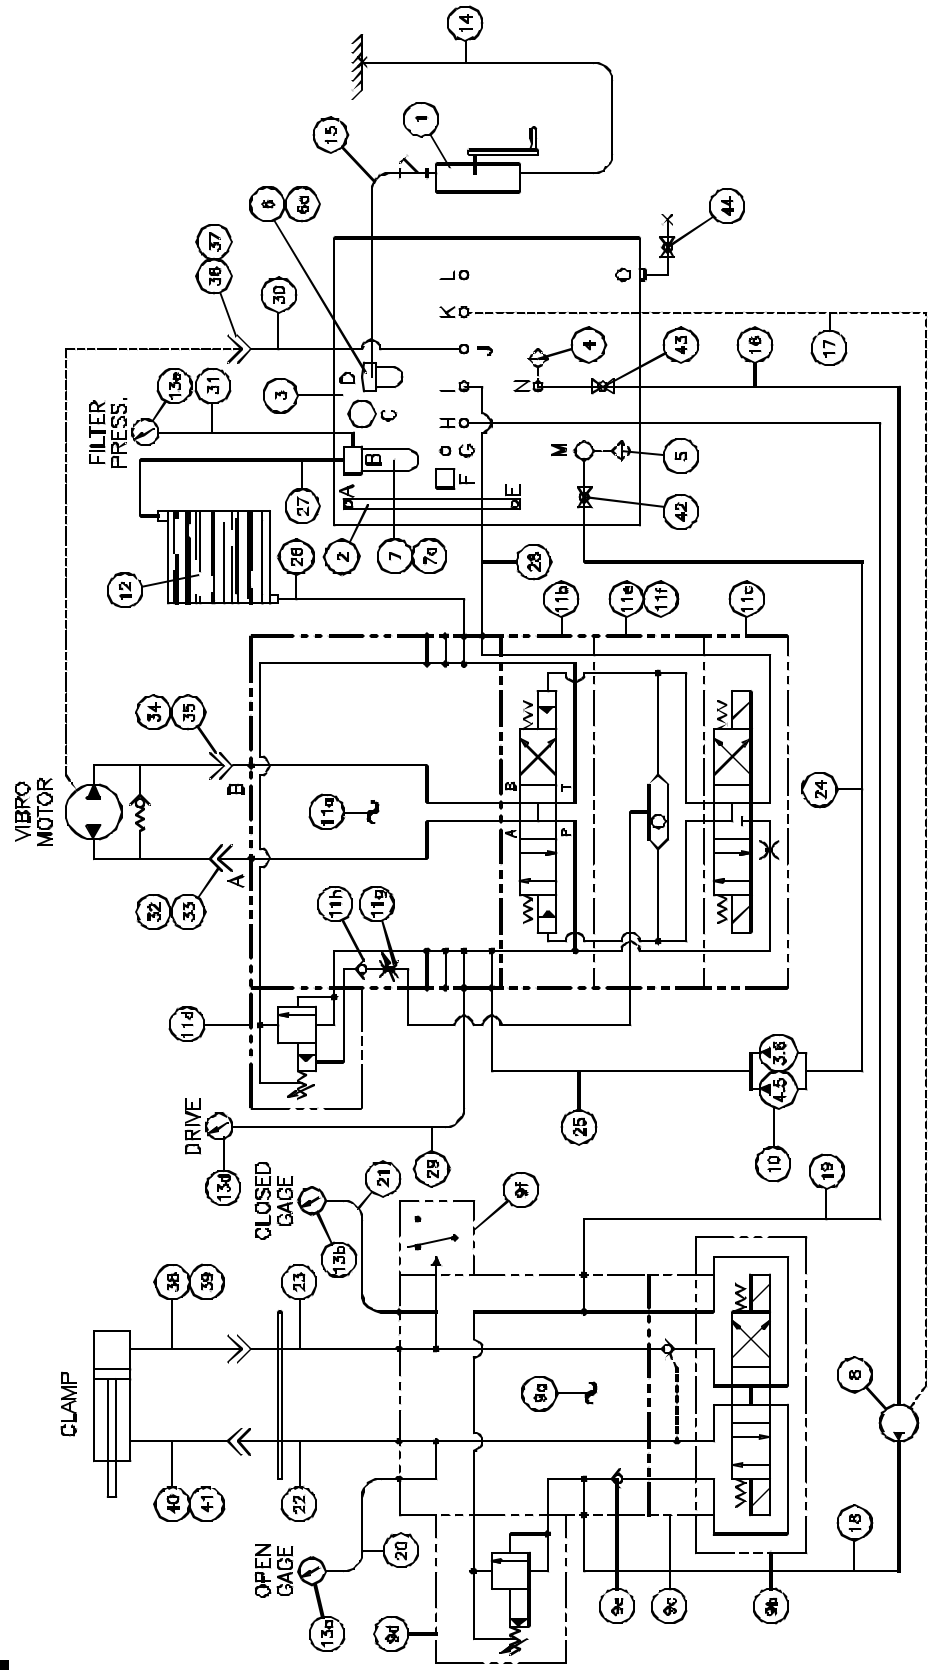 VIBRO
MOTOR
CLAMP
FILTER
PRESS.
12
40
38
32
34
13e
41
39
33
35
31
36
37
DRIVE
11d
13d
A
B
OPEN
GAGE
CLOSED
GAGE
22
23
26
27
3
30
6
6a
13a
13b
11h
11a
2
A
D
15
9d
20
21
11g
7
B
C
1
29
7a
H
I
J
K
L
F
G
14
9f
E
N
A
B
28
9a
25
11b
P
T
M
4
9e
11e
Q
9c
11f
5
43
42
44
9b
10
4.5
3.6
11c
16
19
24
17
18
8